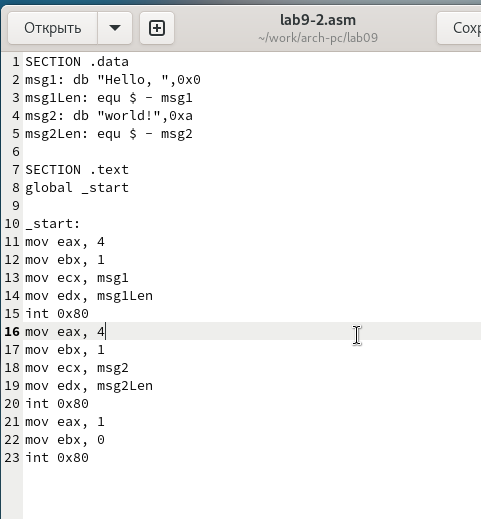 Открыть
lab9-2.asm
~/work/arch-pc/lab09
Сох
1 SECTION .data
2 msg1: db "Hello, ",0x0
3 msg1Len: equ $ - msg1
4 msg2: db "world!",0xa
5 msg2Len: equ $ - msg2
6
7 SECTION .text
8 global _start
9
10 _start:
11 mov eax, 4
12 mov ebx, 1
13 mov ecx, msg1
14 mov edx, msg1Len
15 int 0x80
16 mov eax, 4
17 mov ebx, 1
18 mov ecx, msg2
19 mov edx, msg2Len
20 int 0x80
21 mov eax, 1
22 mov ebx, 0
23 int 0x80